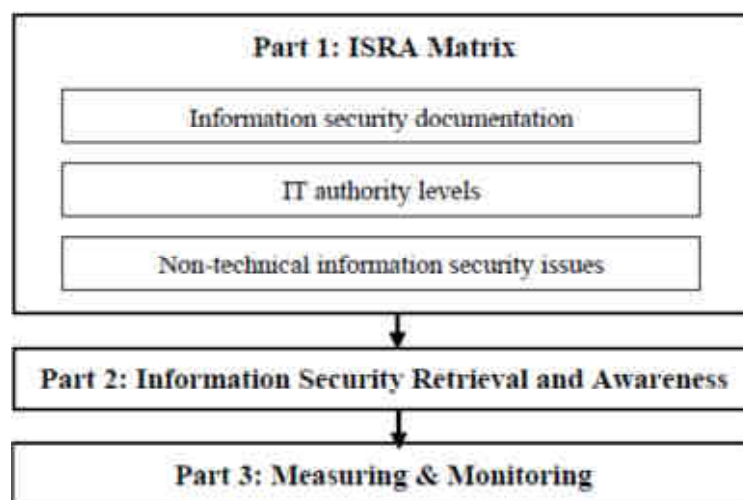 Part 1: ISRA Matrix
Information security documentation
IT authority levels
Non-technical information security issues
Part 2: Information Security Retrieval and Awareness
Part 3: Measuring & Monitoring